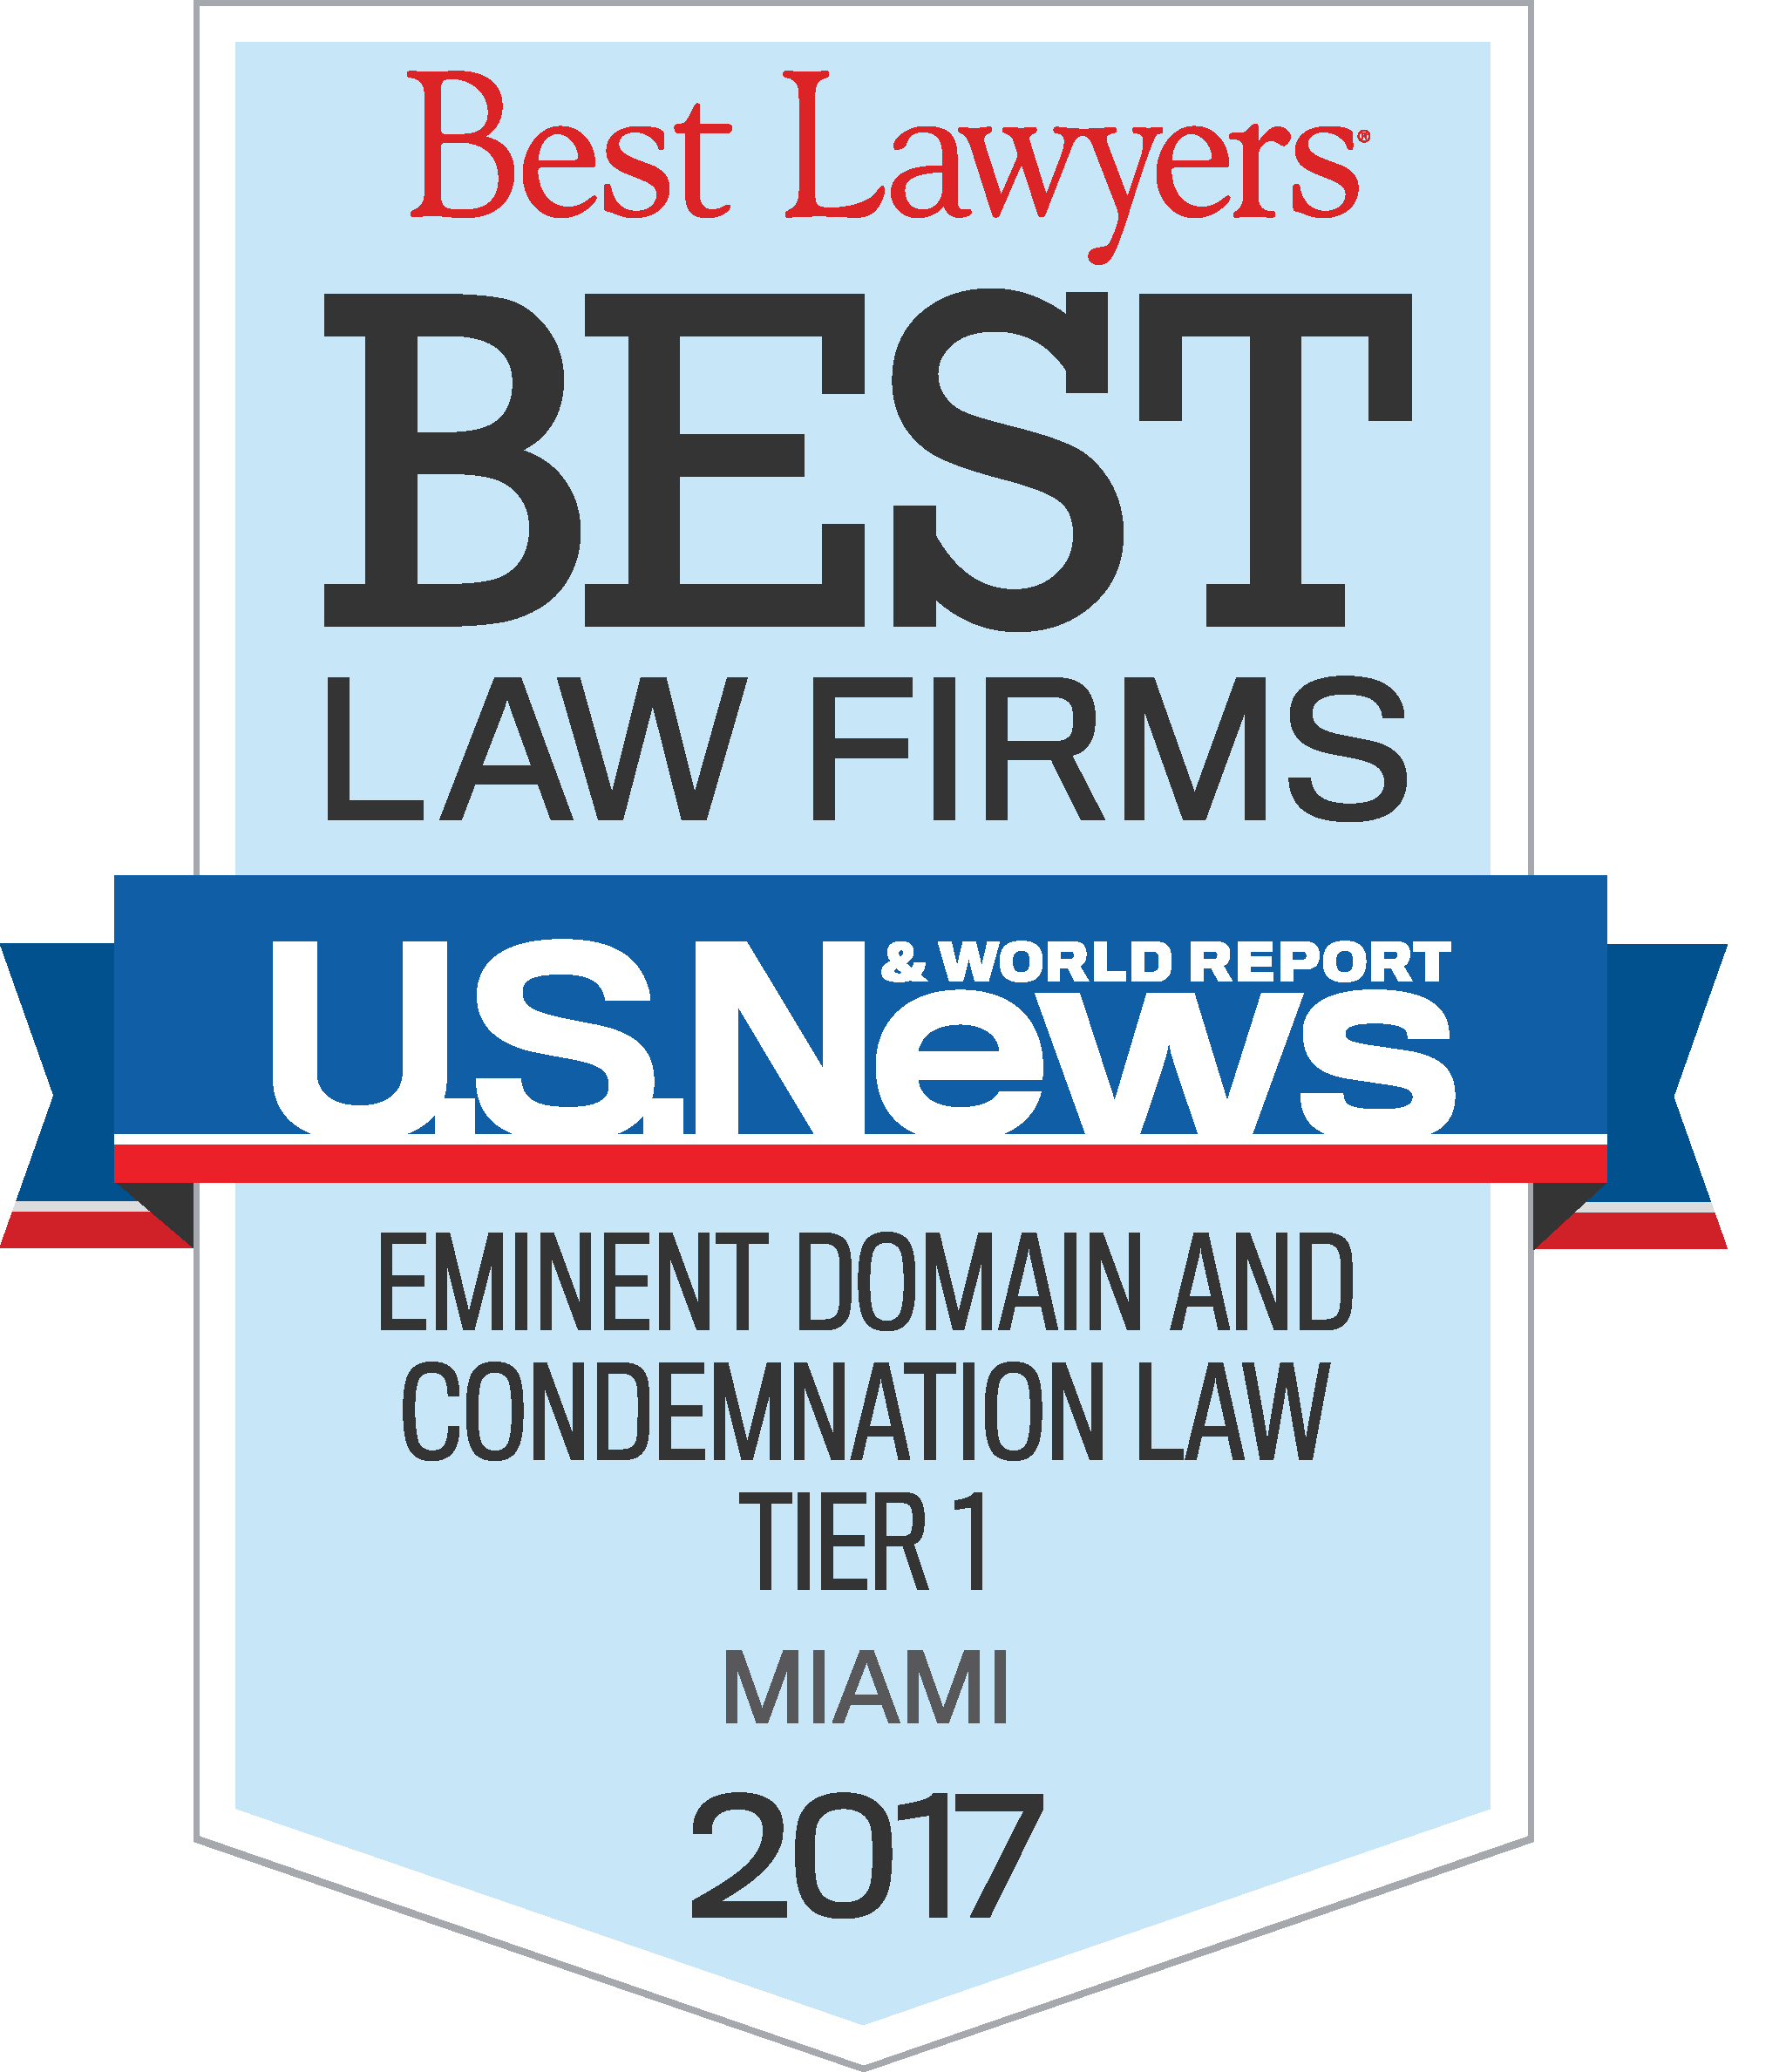 Best Lawyers®
BEST
LAW FIRMS
U.S.News & WORLD REPORT
EMINENT DOMAIN AND
CONDEMNATION LAW
TIER 1
MIAMI
2017